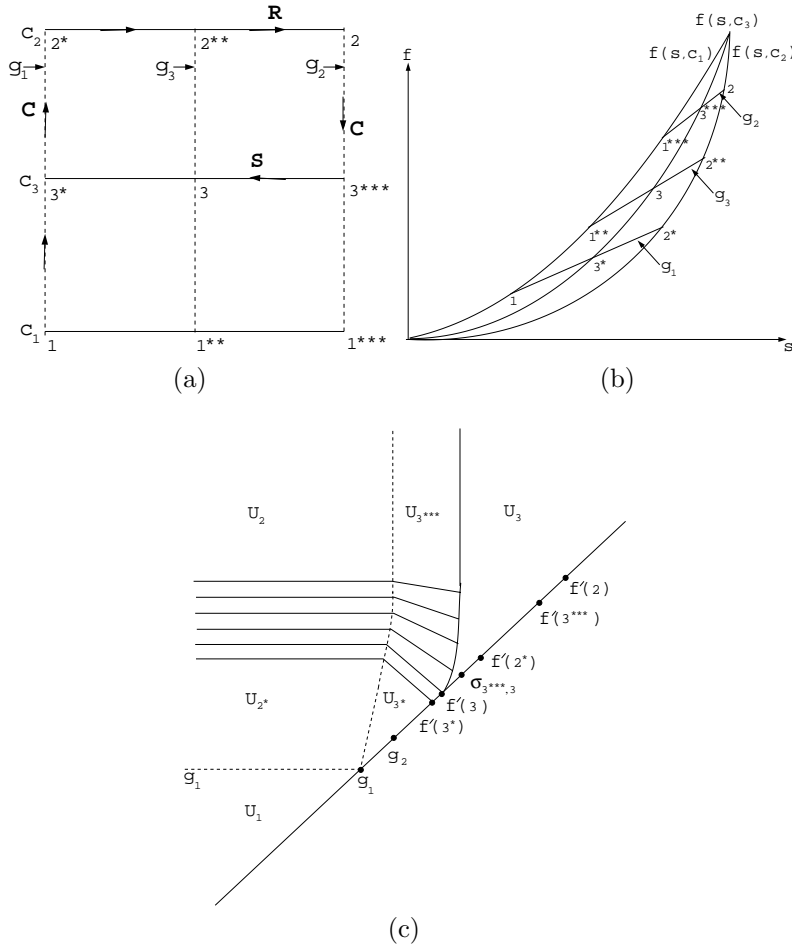 R
C₂ 2* 2** 2
g₁ g₃ g₂
C C
S
C₃ 3* 3 3***
C₁ 1 1** 1***
(a)
f(s,c₃)
f(s,c₁) f(s,c₂)
f
2
3*** g₂
1***
2**
3 g₃
1** 2*
3* g₁
1
s
(b)
U₂ U₃*** U₃
f′(2)
f′(3***)
f′(2*)
σ₃***,₃
U₂* U₃* f′(3)
f′(3*)
g₂
g₁ g₁
U₁
(c)